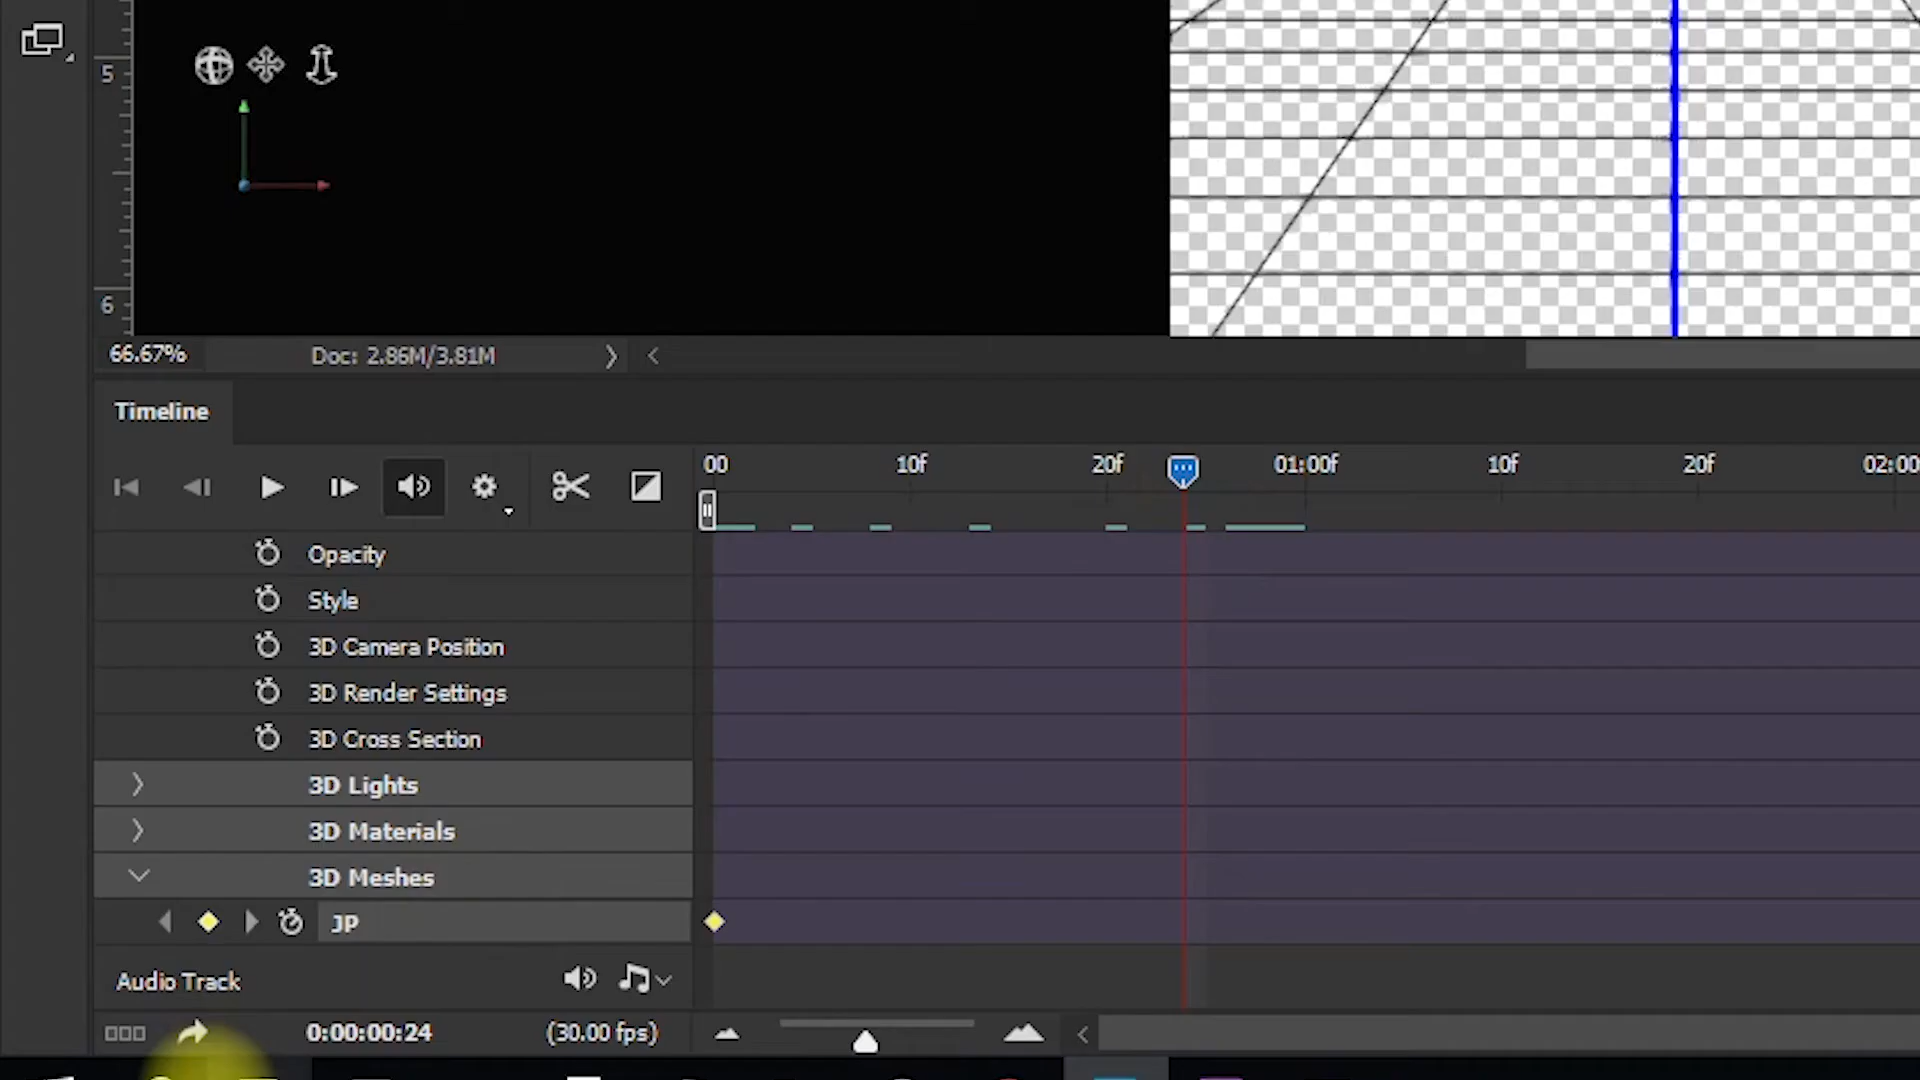 5
6
66.67% Doc: 2.86M/3.81M
Timeline
00 10f 20f 01:00f 10f 20f 02:00
Opacity
Style
3D Camera Position
3D Render Settings
3D Cross Section
3D Lights
3D Materials
3D Meshes
JP
Audio Track
0:00:00:24 (30.00 fps)